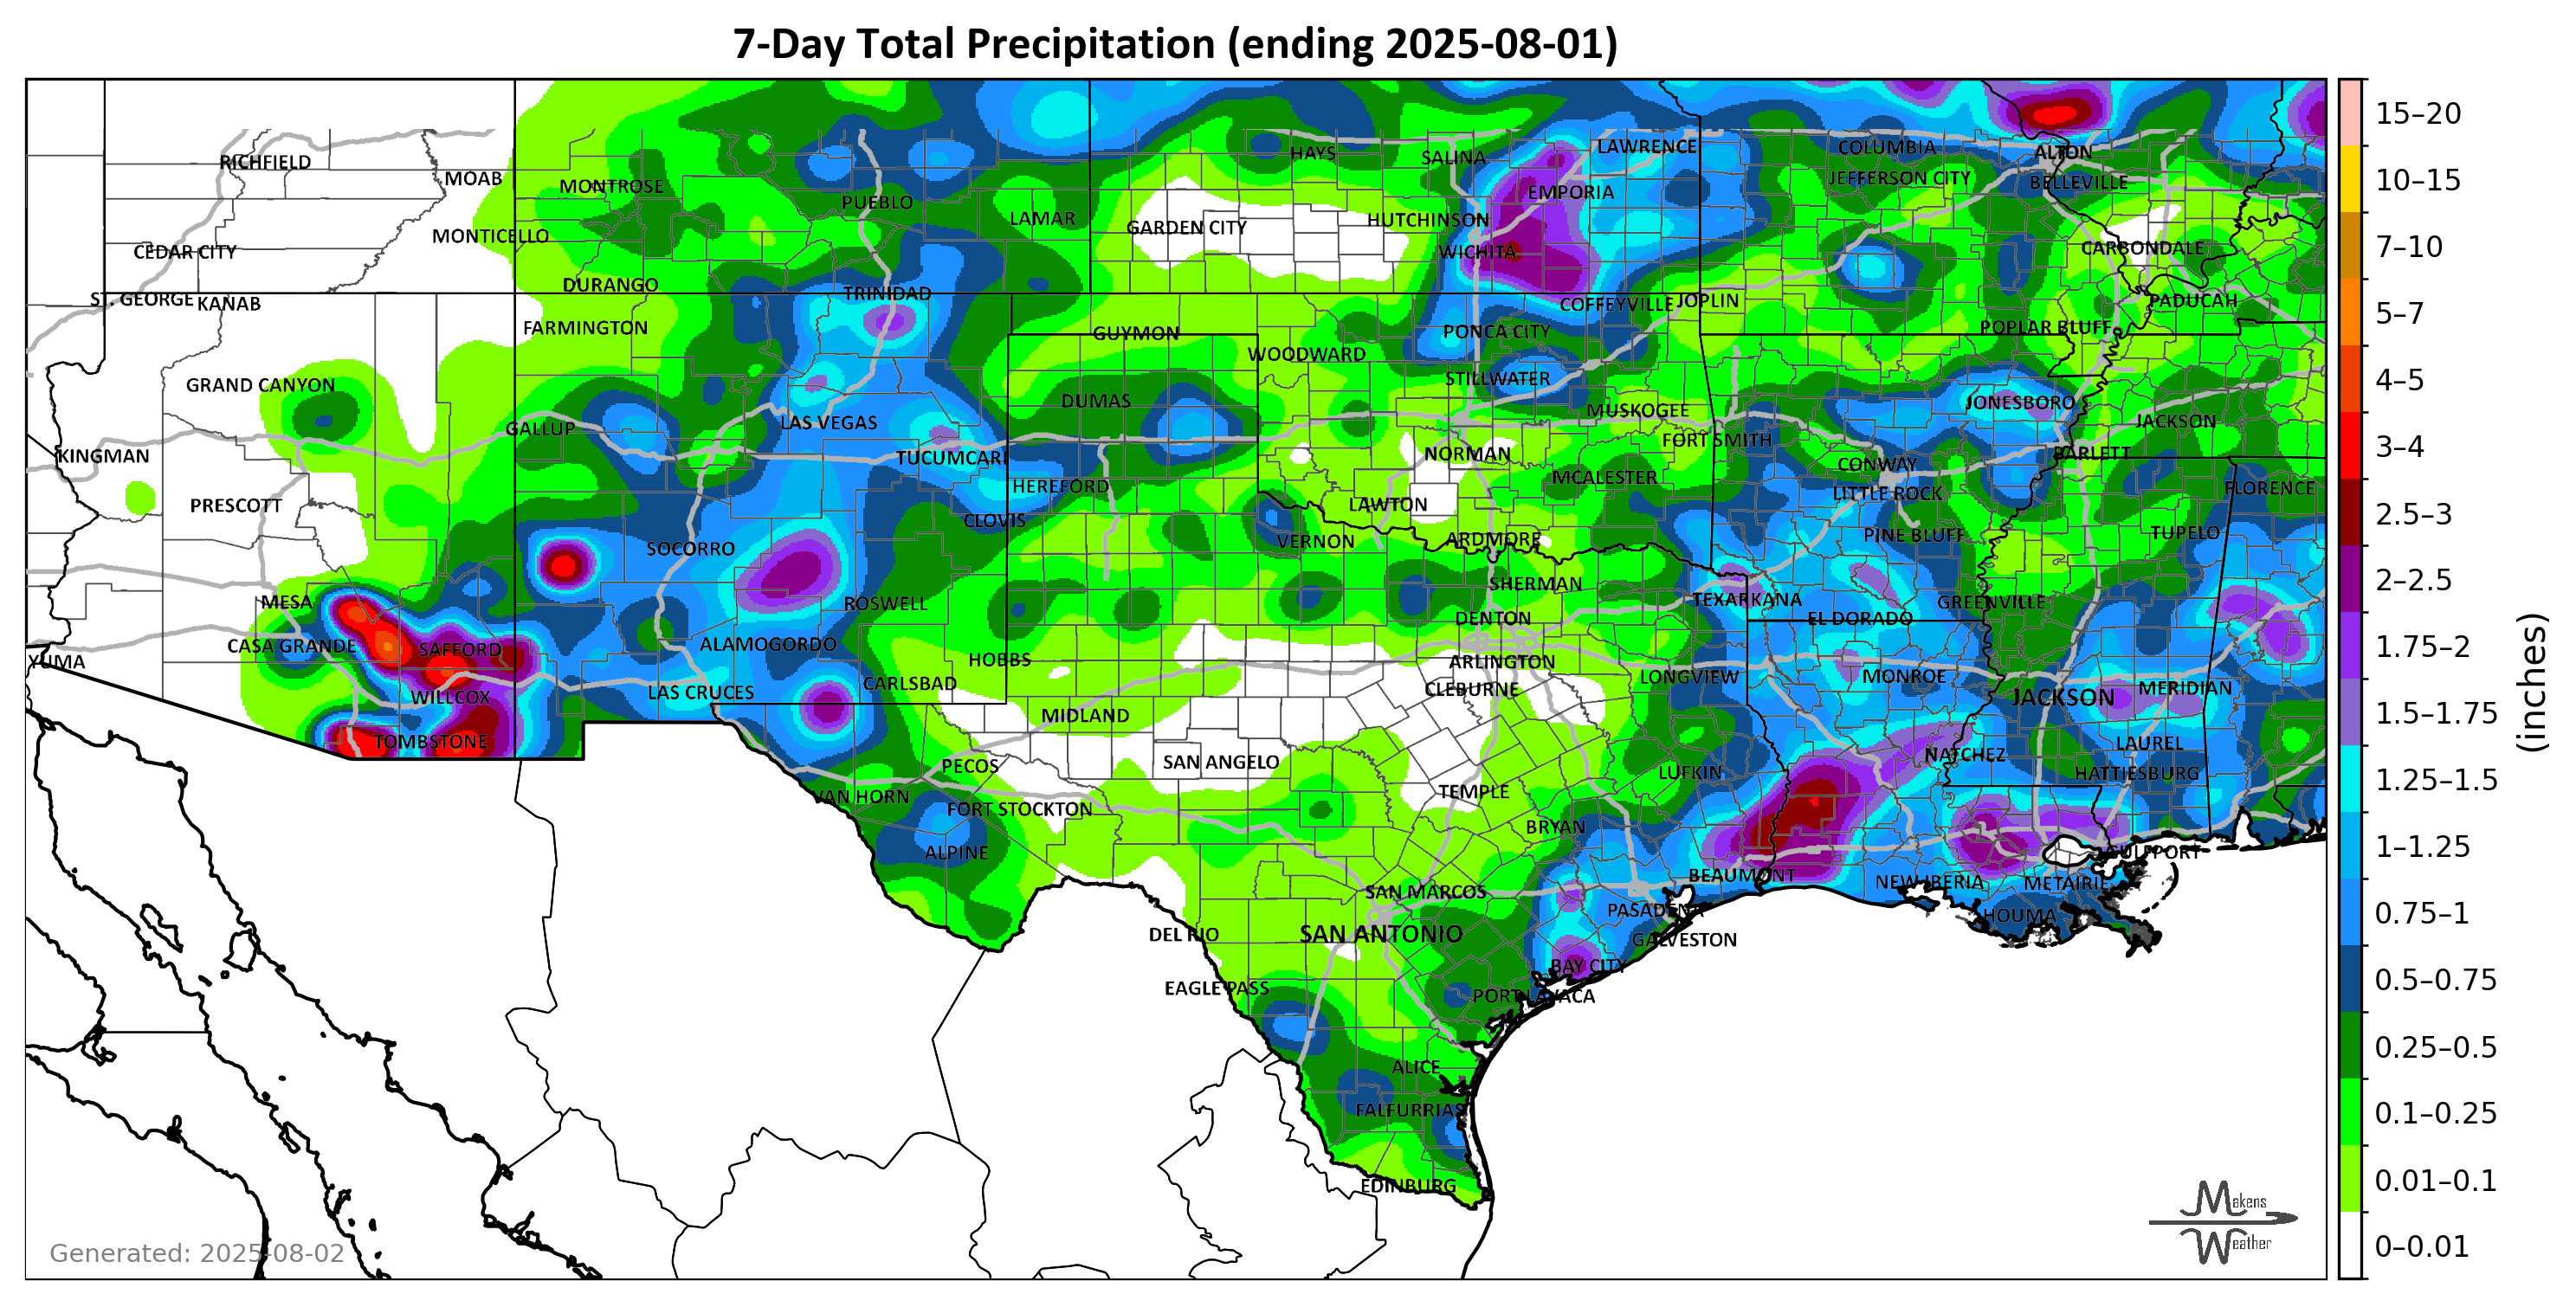 7-Day Total Precipitation (ending 2025-08-01)
RICHFIELD
MOAB
MONTROSE
PUEBLO
LAMAR
HAYS
SALINA
LAWRENCE
COLUMBIA
ALTON
EMPORIA
JEFFERSON CITY
BELLEVILLE
MONTICELLO
GARDEN CITY
HUTCHINSON
CEDAR CITY
WICHITA
CARBONDALE
ST. GEORGE
KANAB
DURANGO
TRINIDAD
COFFEYVILLE
JOPLIN
PADUCAH
FARMINGTON
GUYMON
PONCA CITY
POPLAR BLUFF
WOODWARD
GRAND CANYON
DUMAS
STILLWATER
JONESBORO
GALLUP
LAS VEGAS
MUSKOGEE
JACKSON
KINGMAN
TUCUMCARI
NORMAN
FORT SMITH
BARLETT
CONWAY
PRESCOTT
HEREFORD
LAWTON
MCALESTER
LITTLE ROCK
FLORENCE
CLOVIS
SOCORRO
VERNON
ARDMORE
PINE BLUFF
TUPELO
MESA
ROSWELL
SHERMAN
TEXARKANA
GREENVILLE
CASA GRANDE
SAFFORD
ALAMOGORDO
DENTON
EL DORADO
YUMA
HOBBS
ARLINGTON
WILLCOX
LAS CRUCES
CARLSBAD
CLEBURNE
LONGVIEW
MONROE
JACKSON
MERIDIAN
MIDLAND
TOMBSTONE
PECOS
SAN ANGELO
LUFKIN
NATCHEZ
LAUREL
HATTIESBURG
VAN HORN
FORT STOCKTON
TEMPLE
ALPINE
BRYAN
GULFPORT
SAN MARCOS
BEAUMONT
NEW IBERIA
METAIRIE
DEL RIO
SAN ANTONIO
PASADENA
GALVESTON
HOUMA
EAGLE PASS
BAY CITY
PORT LAVACA
ALICE
FALFURRIAS
EDINBURG
15–20
10–15
7–10
5–7
4–5
3–4
2.5–3
2–2.5
1.75–2
1.5–1.75
1.25–1.5
1–1.25
0.75–1
0.5–0.75
0.25–0.5
0.1–0.25
0.01–0.1
0–0.01
(inches)
Generated: 2025-08-02
Makens
Weather